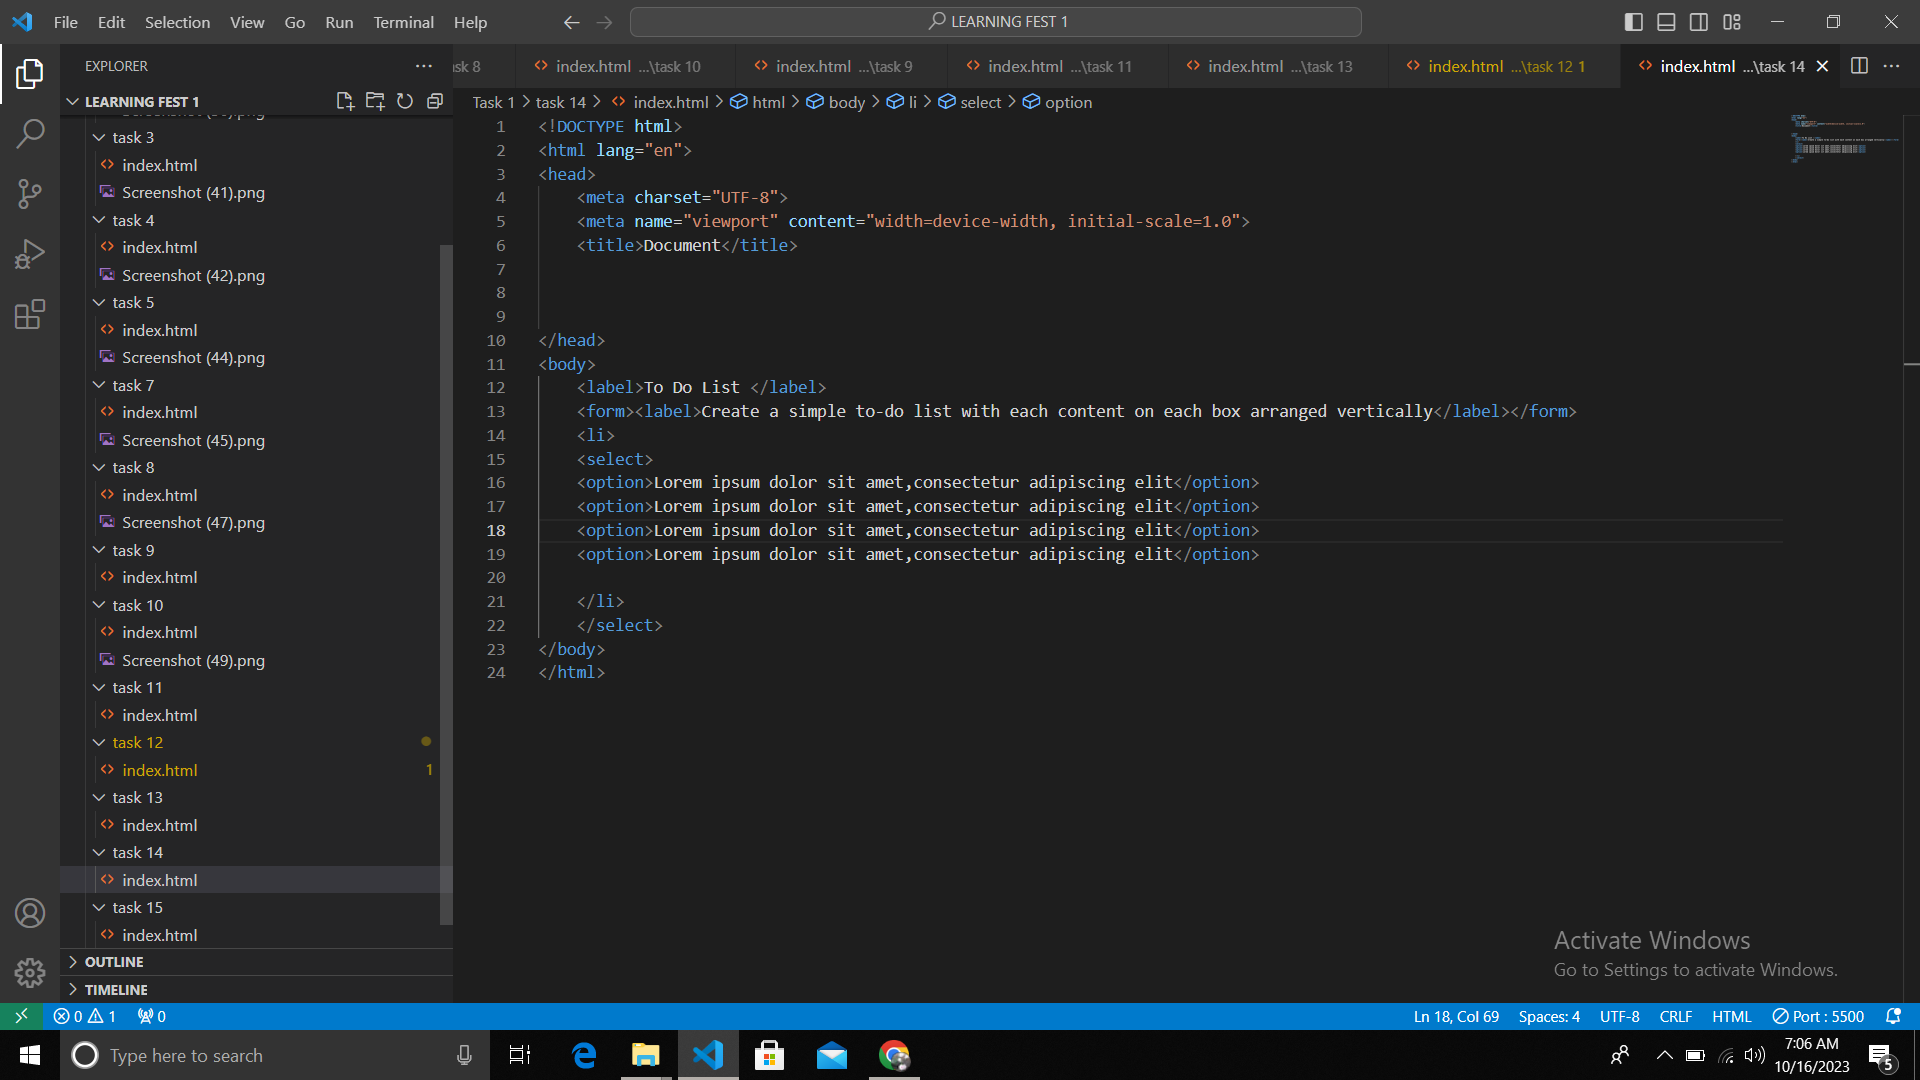 File Edit Selection View Go Run Terminal Help
LEARNING FEST 1
EXPLORER
sk 8
index.html ...\task 10
index.html ...\task 9
index.html ...\task 11
index.html ...\task 13
index.html ...\task 12 1
index.html ...\task 14
LEARNING FEST 1
task 3
index.html
Screenshot (41).png
task 4
index.html
Screenshot (42).png
task 5
index.html
Screenshot (44).png
task 7
index.html
Screenshot (45).png
task 8
index.html
Screenshot (47).png
task 9
index.html
task 10
index.html
Screenshot (49).png
task 11
index.html
task 12
index.html 1
task 13
index.html
task 14
index.html
task 15
index.html
OUTLINE
TIMELINE
Task 1 > task 14 > index.html > html > body > li > select > option
1 <!DOCTYPE html>
2 <html lang="en">
3 <head>
4 <meta charset="UTF-8">
5 <meta name="viewport" content="width=device-width, initial-scale=1.0">
6 <title>Document</title>
7
8
9
10 </head>
11 <body>
12 <label>To Do List </label>
13 <form><label>Create a simple to-do list with each content on each box arranged vertically</label></form>
14 <li>
15 <select>
16 <option>Lorem ipsum dolor sit amet,consectetur adipiscing elit</option>
17 <option>Lorem ipsum dolor sit amet,consectetur adipiscing elit</option>
18 <option>Lorem ipsum dolor sit amet,consectetur adipiscing elit</option>
19 <option>Lorem ipsum dolor sit amet,consectetur adipiscing elit</option>
20
21 </li>
22 </select>
23 </body>
24 </html>
Activate Windows
Go to Settings to activate Windows.
0 1 0
Ln 18, Col 69 Spaces: 4 UTF-8 CRLF HTML Port : 5500
Type here to search
7:06 AM
10/16/2023
5